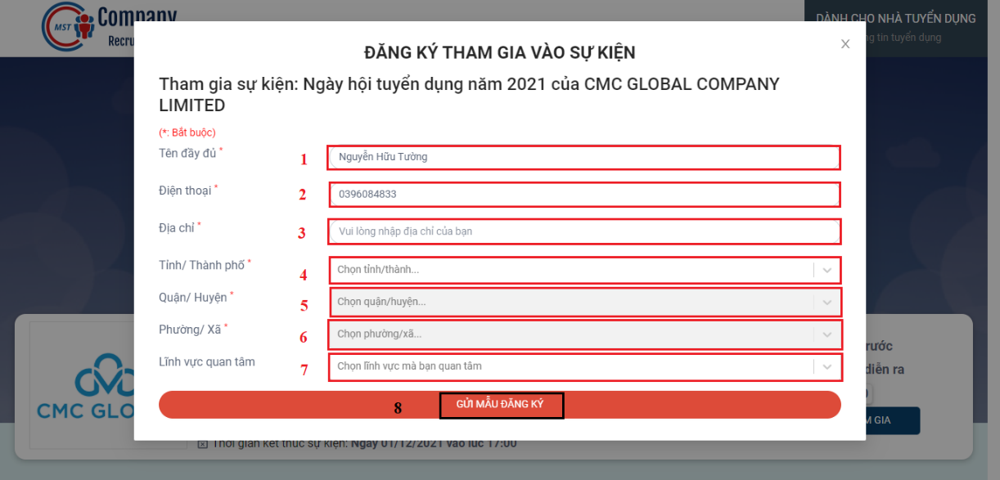 MST
Company
Recru
DÀNH CHO NHÀ TUYỂN DỤNG
g tin tuyển dụng
ĐĂNG KÝ THAM GIA VÀO SỰ KIỆN
Tham gia sự kiện: Ngày hội tuyển dụng năm 2021 của CMC GLOBAL COMPANY
LIMITED
(*: Bắt buộc)
Tên đầy đủ * 1 Nguyễn Hữu Tường
Điện thoại * 2 0396084833
Địa chỉ * 3 Vui lòng nhập địa chỉ của bạn
Tỉnh/ Thành phố * 4 Chọn tỉnh/thành...
Quận/ Huyện * 5 Chọn quận/huyện...
Phường/ Xã * 6 Chọn phường/xã...
Lĩnh vực quan tâm 7 Chọn lĩnh vực mà bạn quan tâm
8 GỬI MẪU ĐĂNG KÝ
CMC GLO
rước
diễn ra
M GIA
Thời gian kết thúc sự kiện: Ngày 01/12/2021 vào lúc 17:00